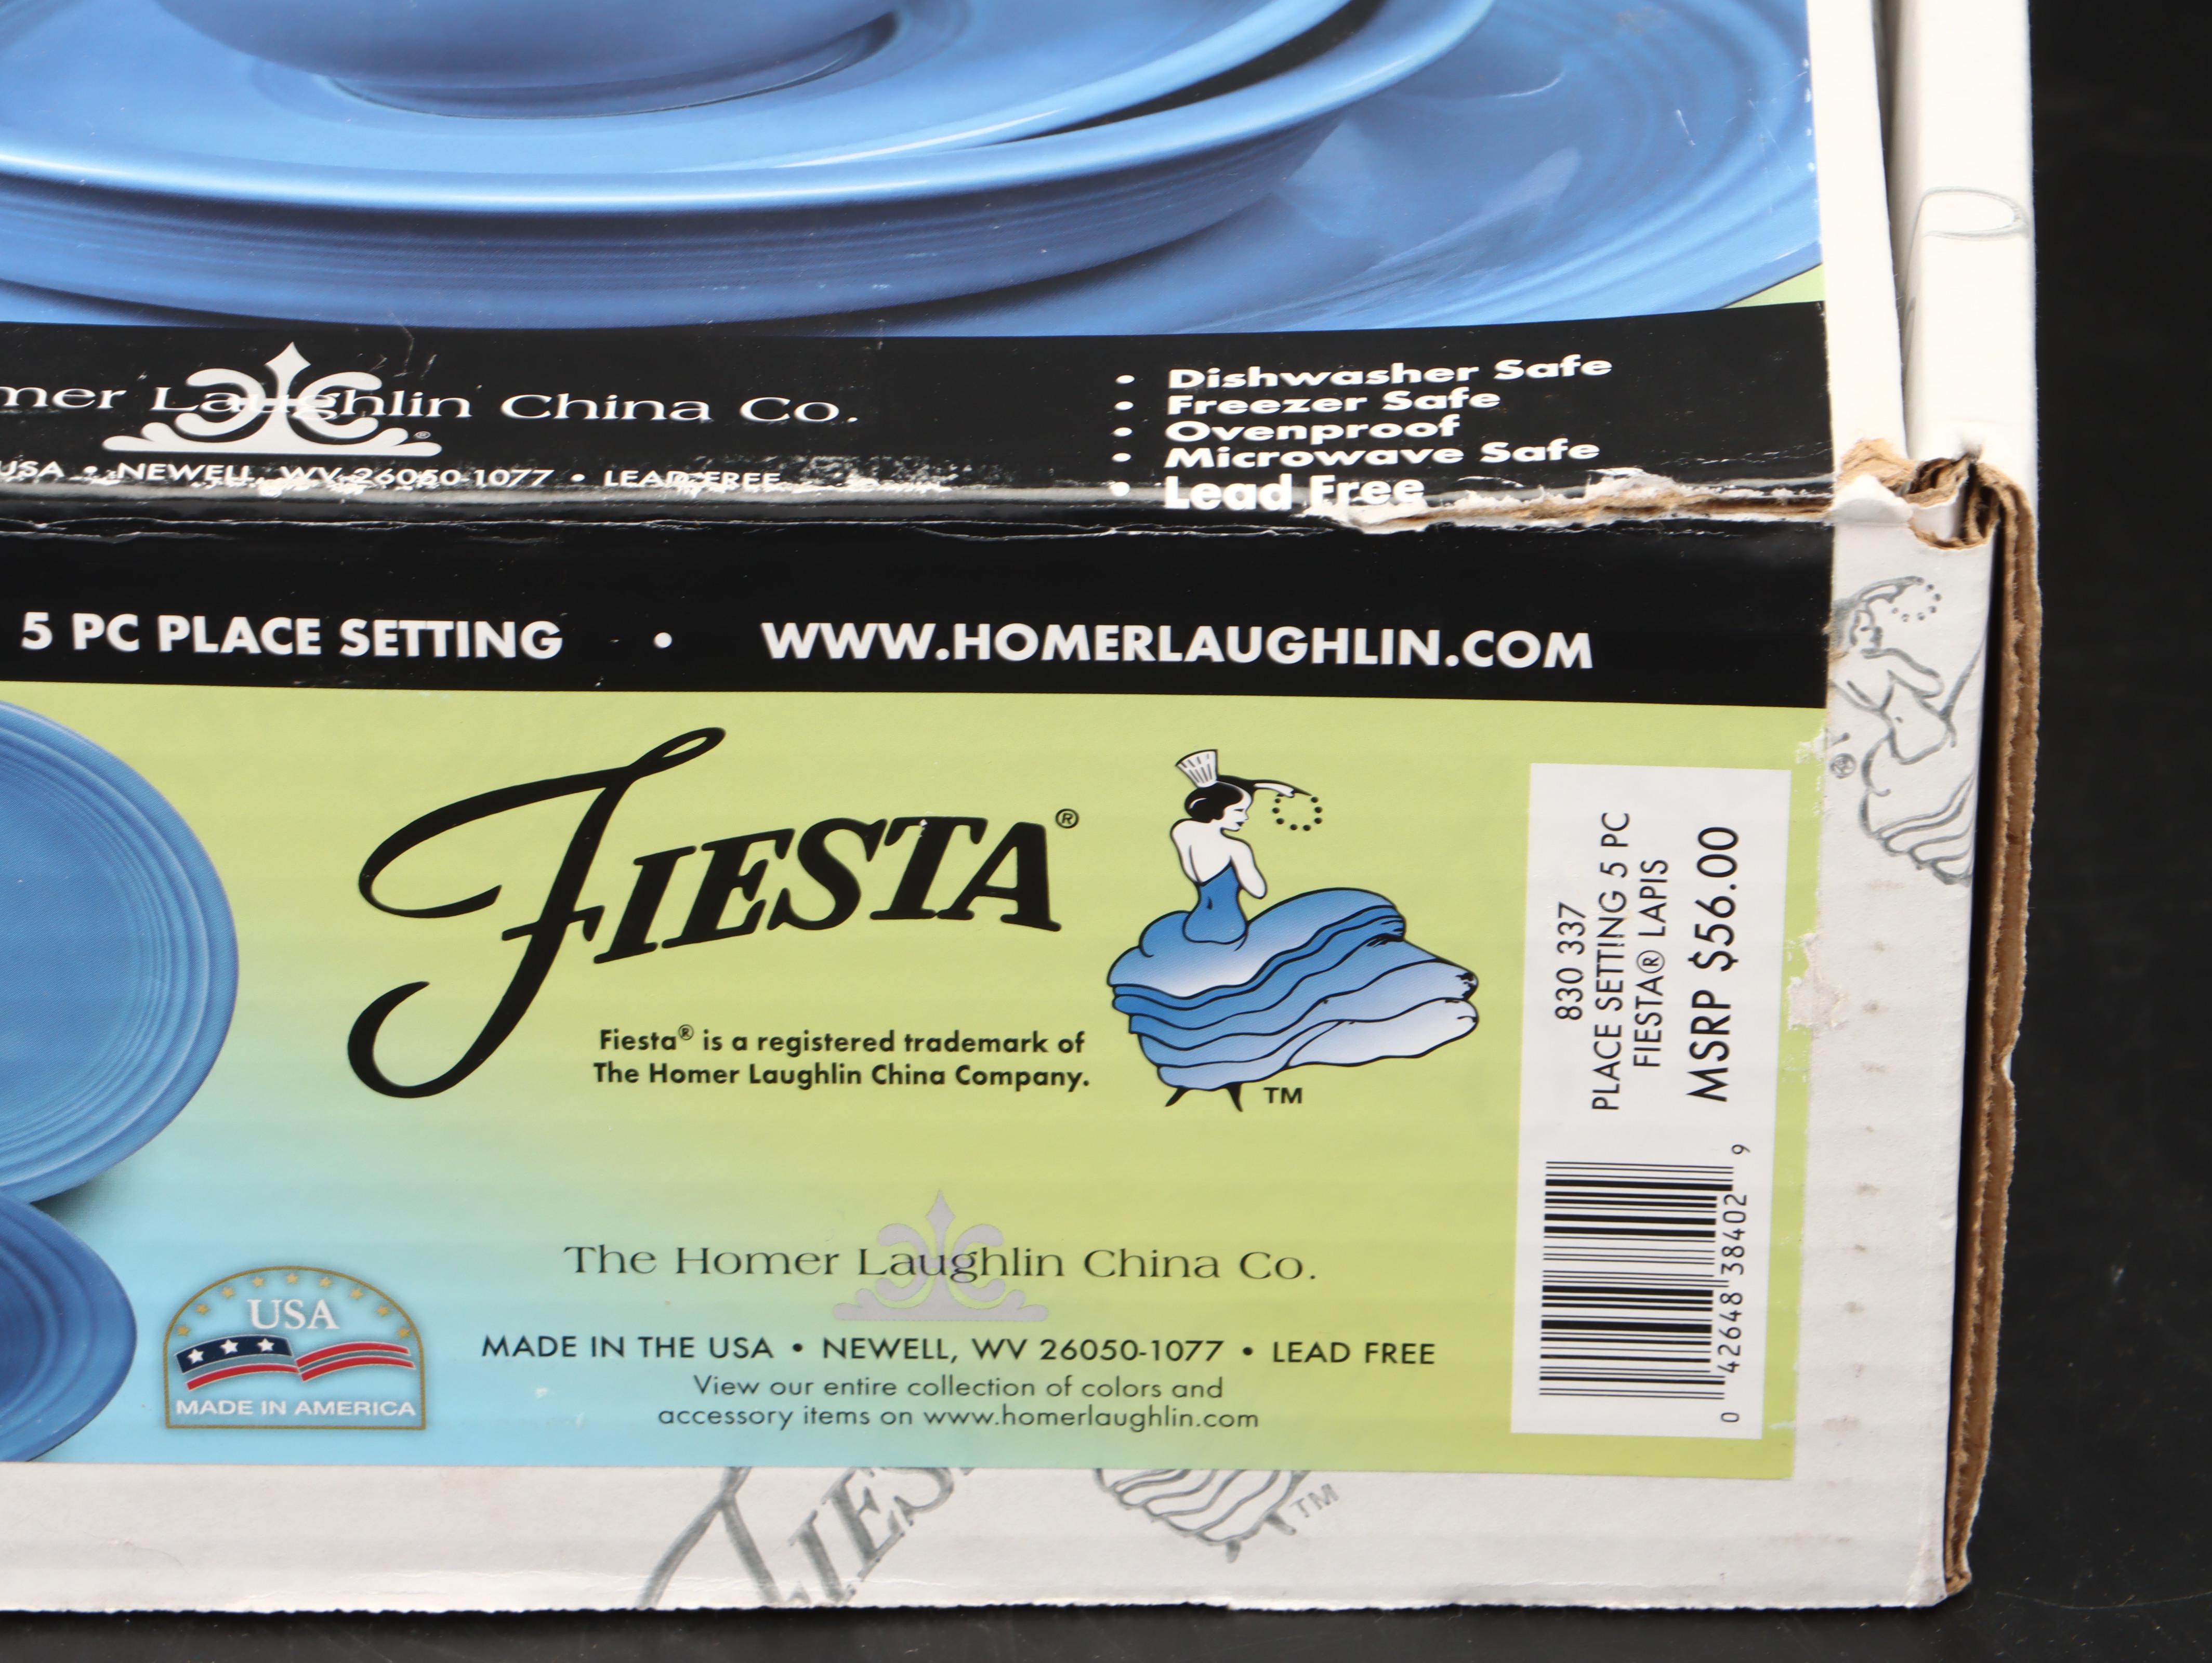 mer Laughlin China Co.
®
USA • NEWELL, WV 26050-1077 • LEAD FREE
• Dishwasher Safe
• Freezer Safe
• Ovenproof
• Microwave Safe
• Lead Free
5 PC PLACE SETTING • WWW.HOMERLAUGHLIN.COM
FIESTA®
Fiesta® is a registered trademark of
The Homer Laughlin China Company.
TM
The Homer Laughlin China Co.
MADE IN THE USA • NEWELL, WV 26050-1077 • LEAD FREE
View our entire collection of colors and
accessory items on www.homerlaughlin.com
USA
MADE IN AMERICA
830 337
PLACE SETTING 5 PC
FIESTA® LAPIS
MSRP $56.00
0 42648 38402 9
®
FIES
TM